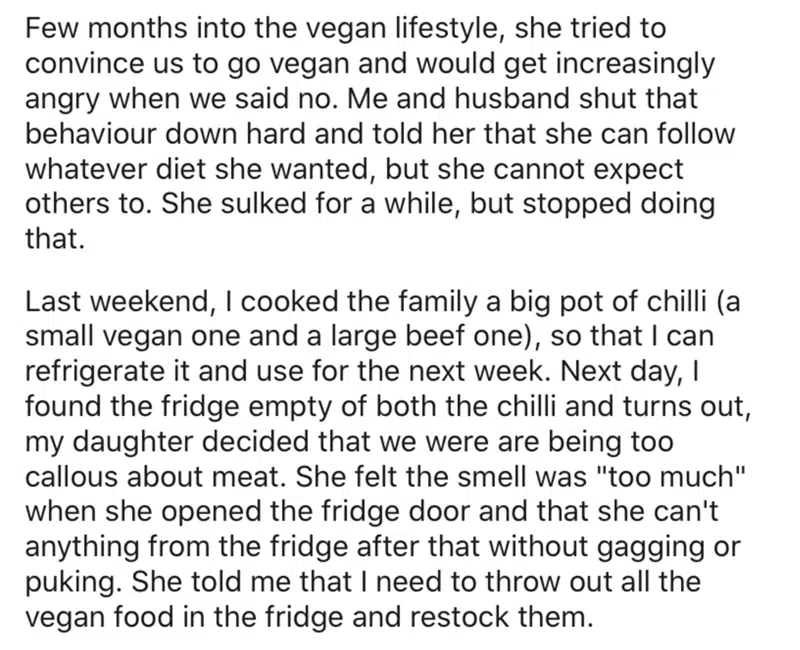 Few months into the vegan lifestyle, she tried to
convince us to go vegan and would get increasingly
angry when we said no. Me and husband shut that
behaviour down hard and told her that she can follow
whatever diet she wanted, but she cannot expect
others to. She sulked for a while, but stopped doing
that.
Last weekend, I cooked the family a big pot of chilli (a
small vegan one and a large beef one), so that I can
refrigerate it and use for the next week. Next day, I
found the fridge empty of both the chilli and turns out,
my daughter decided that we were are being too
callous about meat. She felt the smell was "too much"
when she opened the fridge door and that she can't
anything from the fridge after that without gagging or
puking. She told me that I need to throw out all the
vegan food in the fridge and restock them.